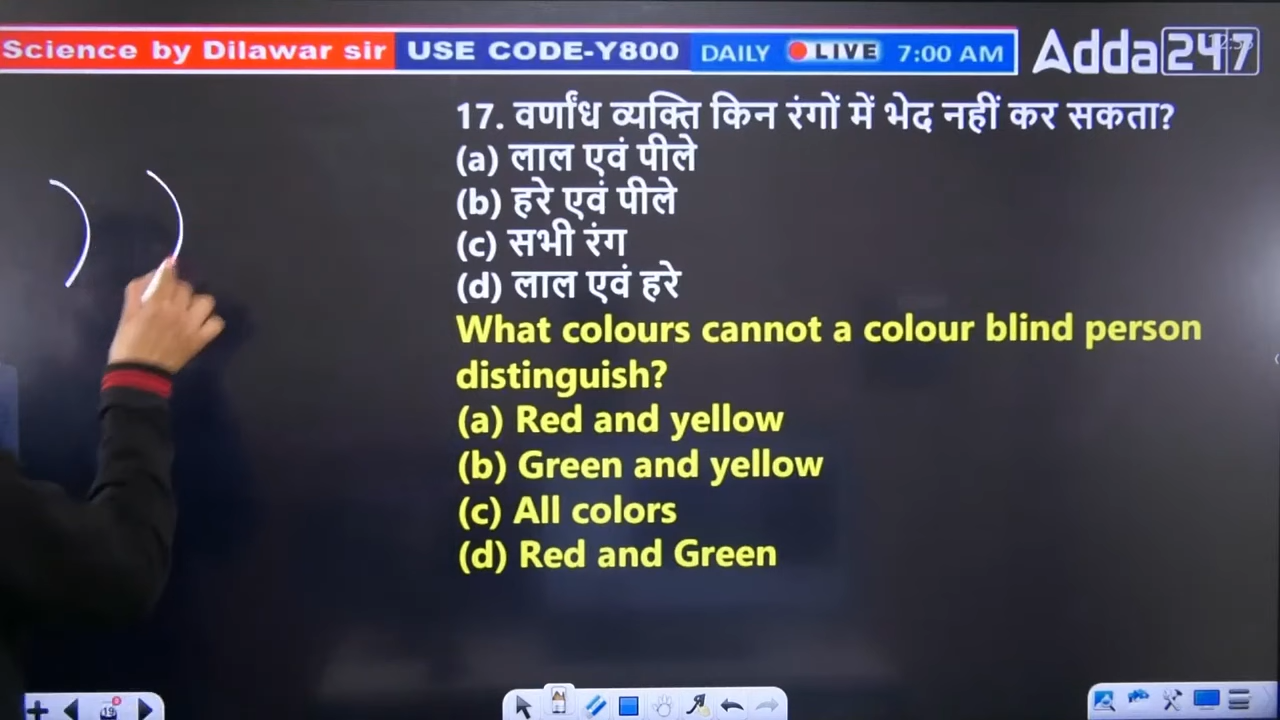 Science by Dilawar sir USE CODE-Y800 DAILY LIVE 7:00 AM Adda247
17. वर्णांध व्यक्ति किन रंगों में भेद नहीं कर सकता?
(a) लाल एवं पीले
(b) हरे एवं पीले
(c) सभी रंग
(d) लाल एवं हरे
What colours cannot a colour blind person
distinguish?
(a) Red and yellow
(b) Green and yellow
(c) All colors
(d) Red and Green
19